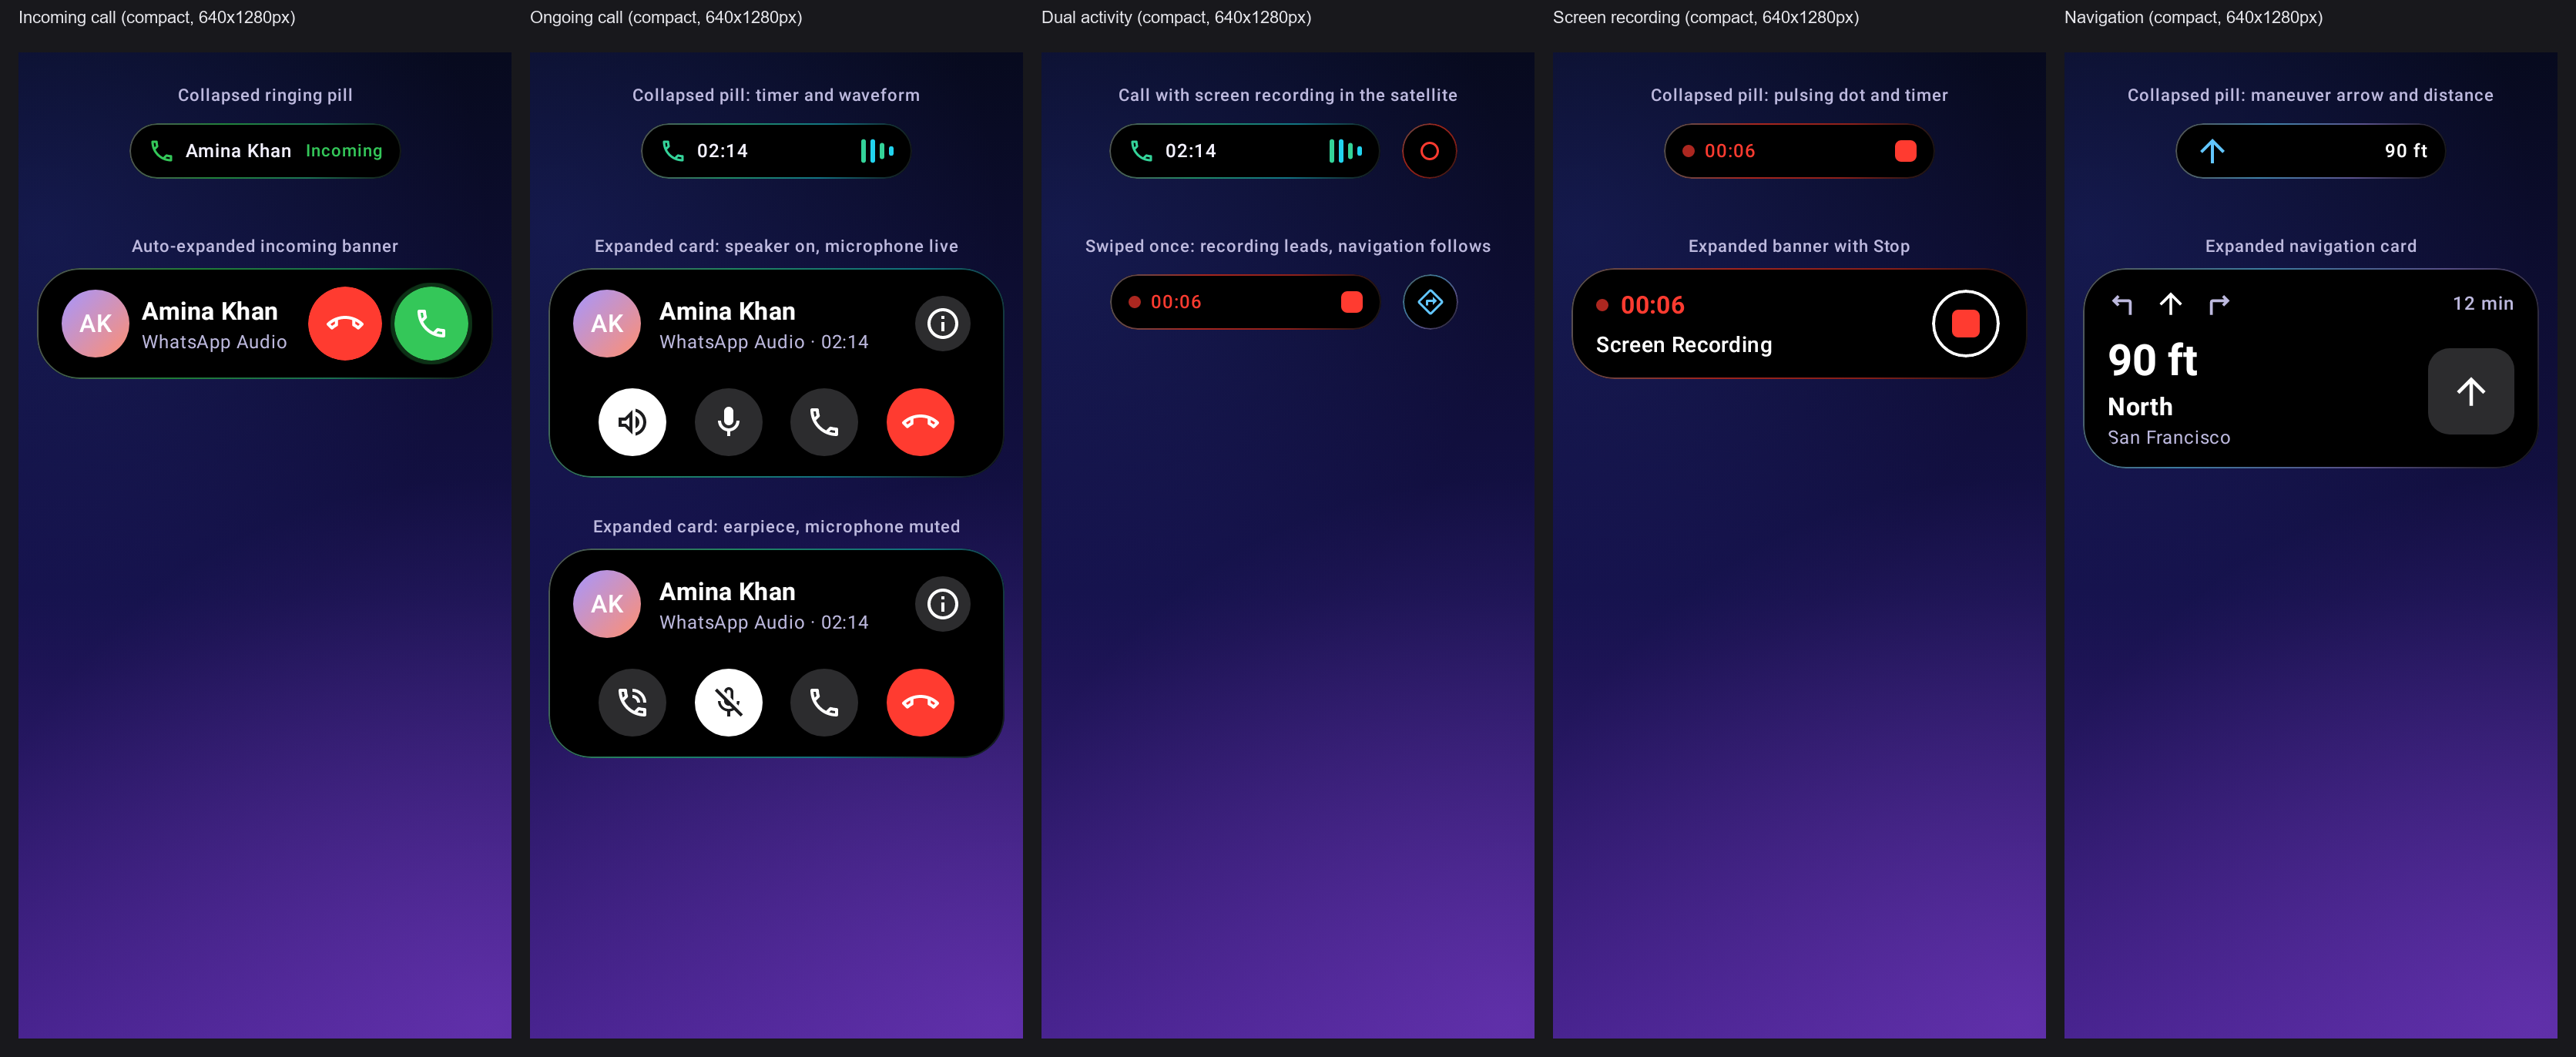 Incoming call (compact, 640x1280px)
Collapsed ringing pill
Amina Khan Incoming
Auto-expanded incoming banner
AK
Amina Khan
WhatsApp Audio
Ongoing call (compact, 640x1280px)
Collapsed pill: timer and waveform
02:14
Expanded card: speaker on, microphone live
AK
Amina Khan
WhatsApp Audio · 02:14
Expanded card: earpiece, microphone muted
AK
Amina Khan
WhatsApp Audio · 02:14
Dual activity (compact, 640x1280px)
Call with screen recording in the satellite
02:14
Swiped once: recording leads, navigation follows
00:06
Screen recording (compact, 640x1280px)
Collapsed pill: pulsing dot and timer
00:06
Expanded banner with Stop
00:06
Screen Recording
Navigation (compact, 640x1280px)
Collapsed pill: maneuver arrow and distance
90 ft
Expanded navigation card
12 min
90 ft
North
San Francisco